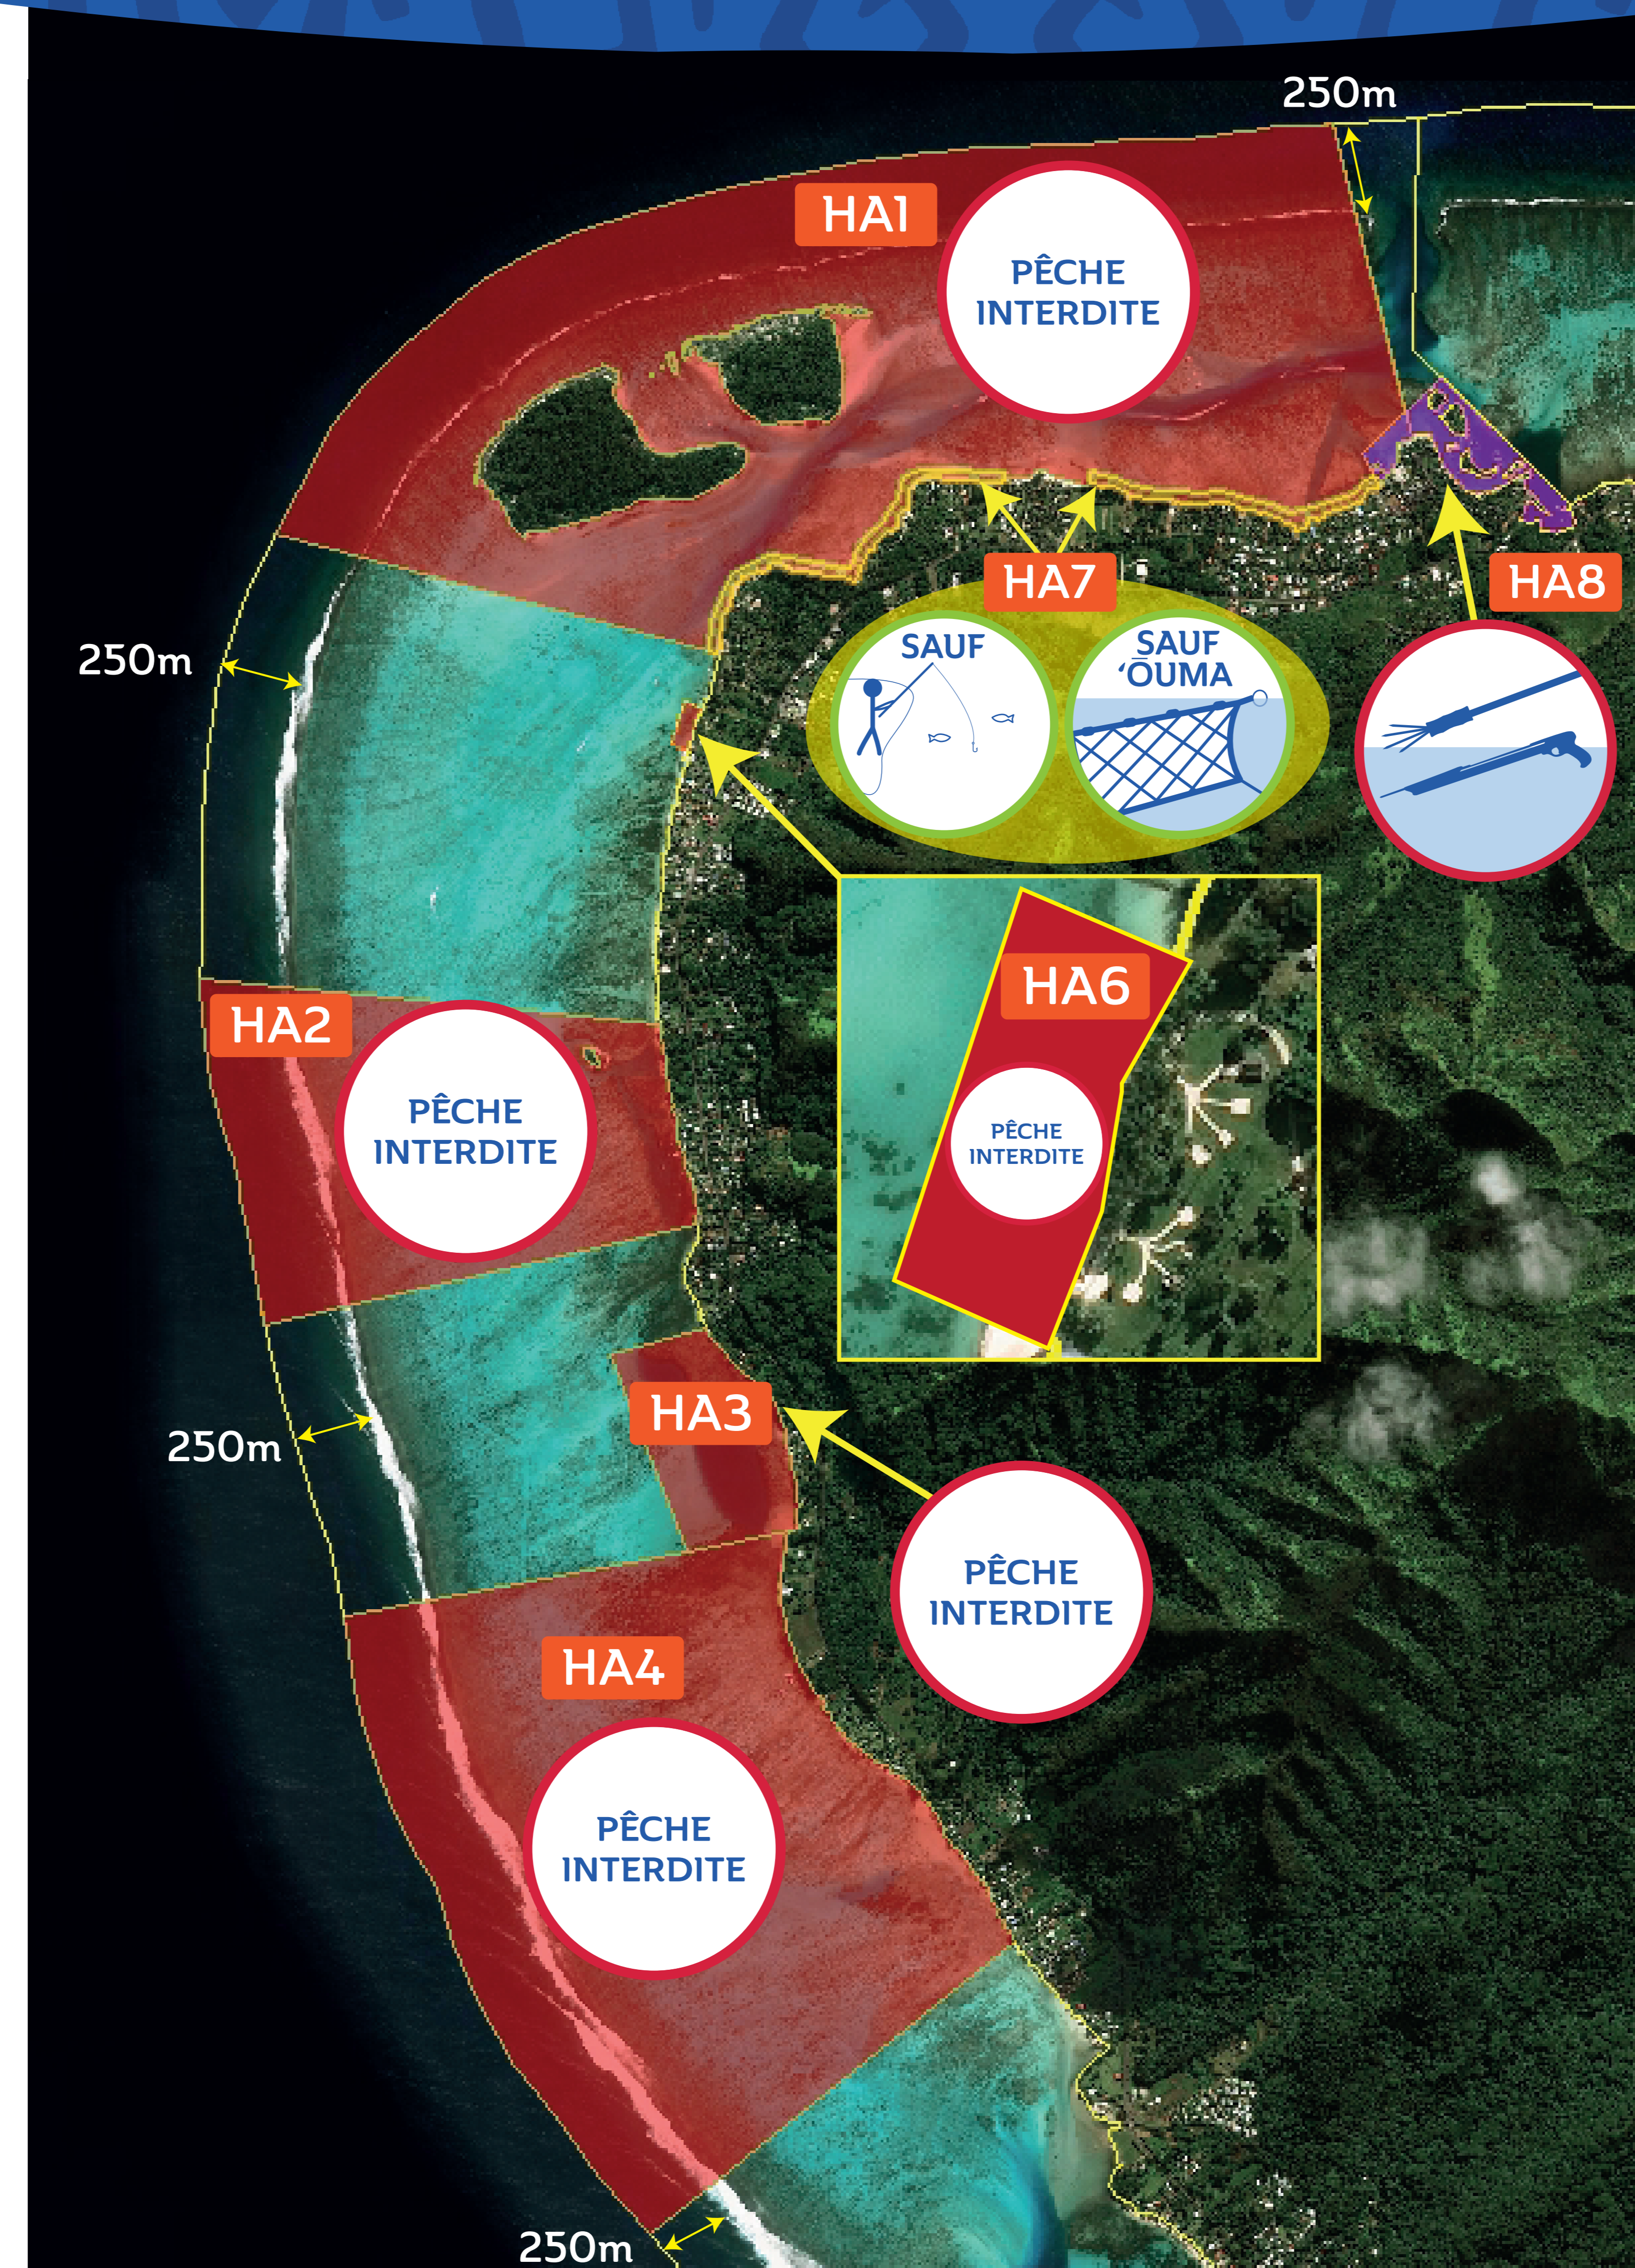 250m
HA1
PÊCHE
INTERDITE
HA7
HA8
SAUF
SAUF
‘ŌUMA
250m
HA6
PÊCHE
INTERDITE
HA2
PÊCHE
INTERDITE
HA3
250m
PÊCHE
INTERDITE
HA4
PÊCHE
INTERDITE
250m